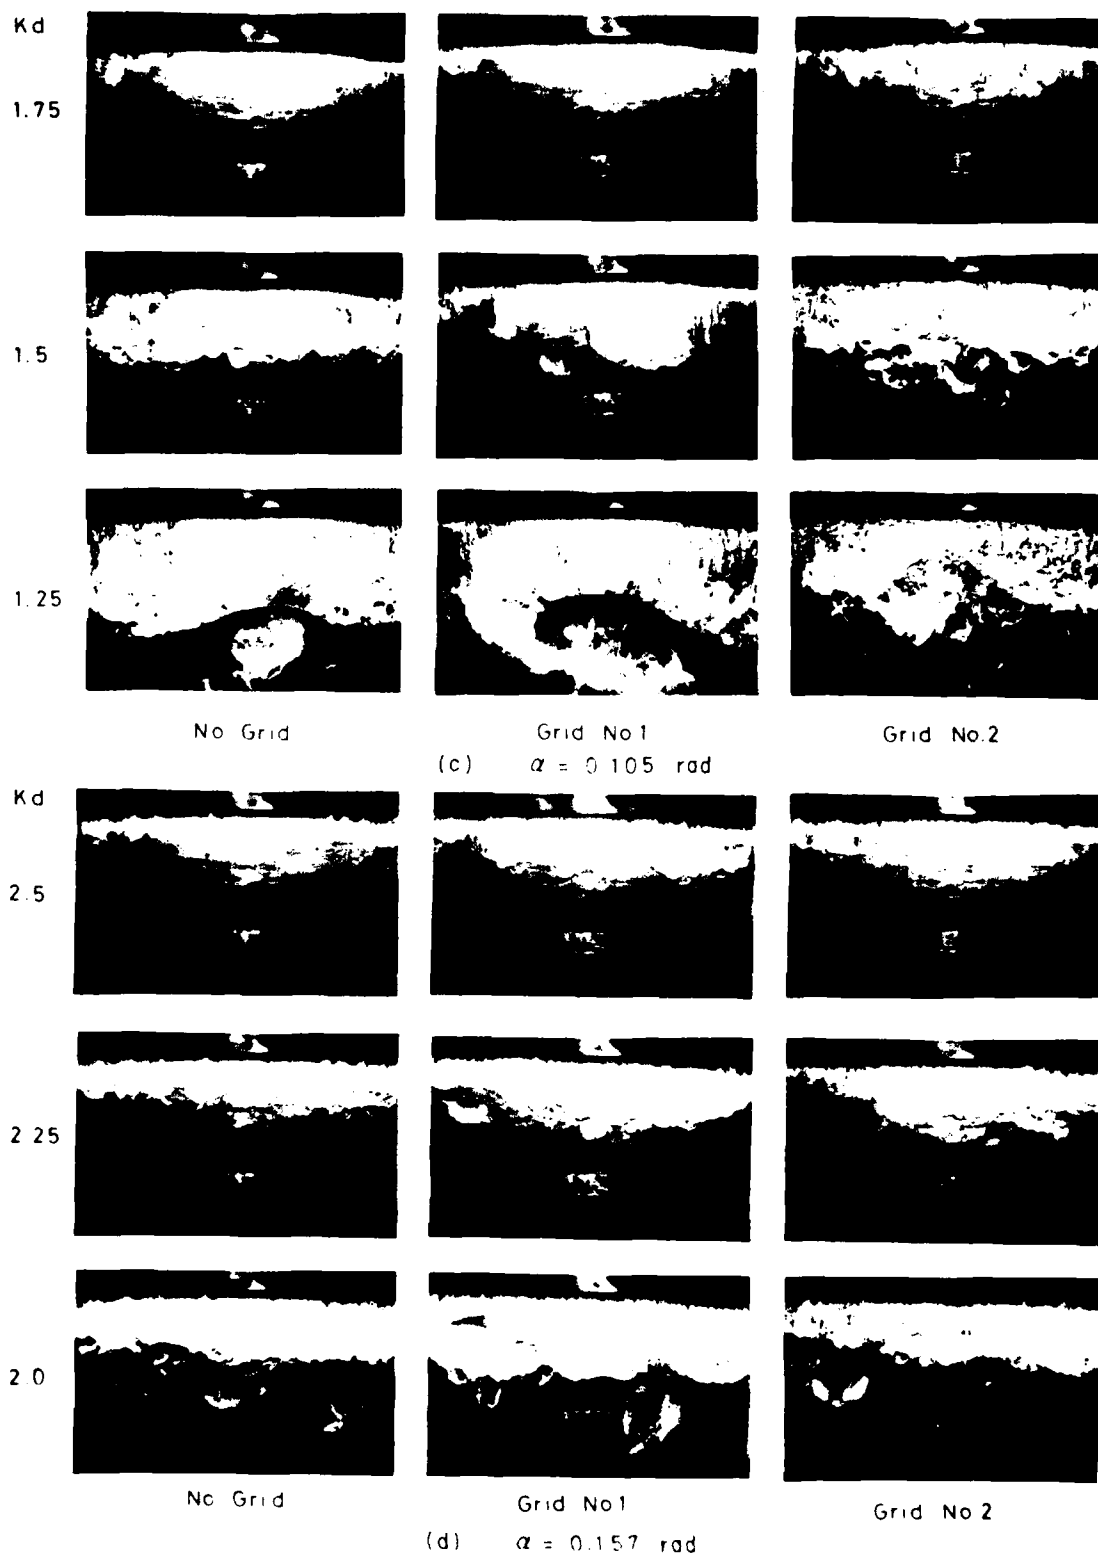 Kd
1.75
1.5
1.25
No Grid Grid No1 Grid No.2
(c) α = 0.105 rad
Kd
2.5
2 25
2.0
No Grid Grid No1 Grid No 2
(d) α = 0.157 rad